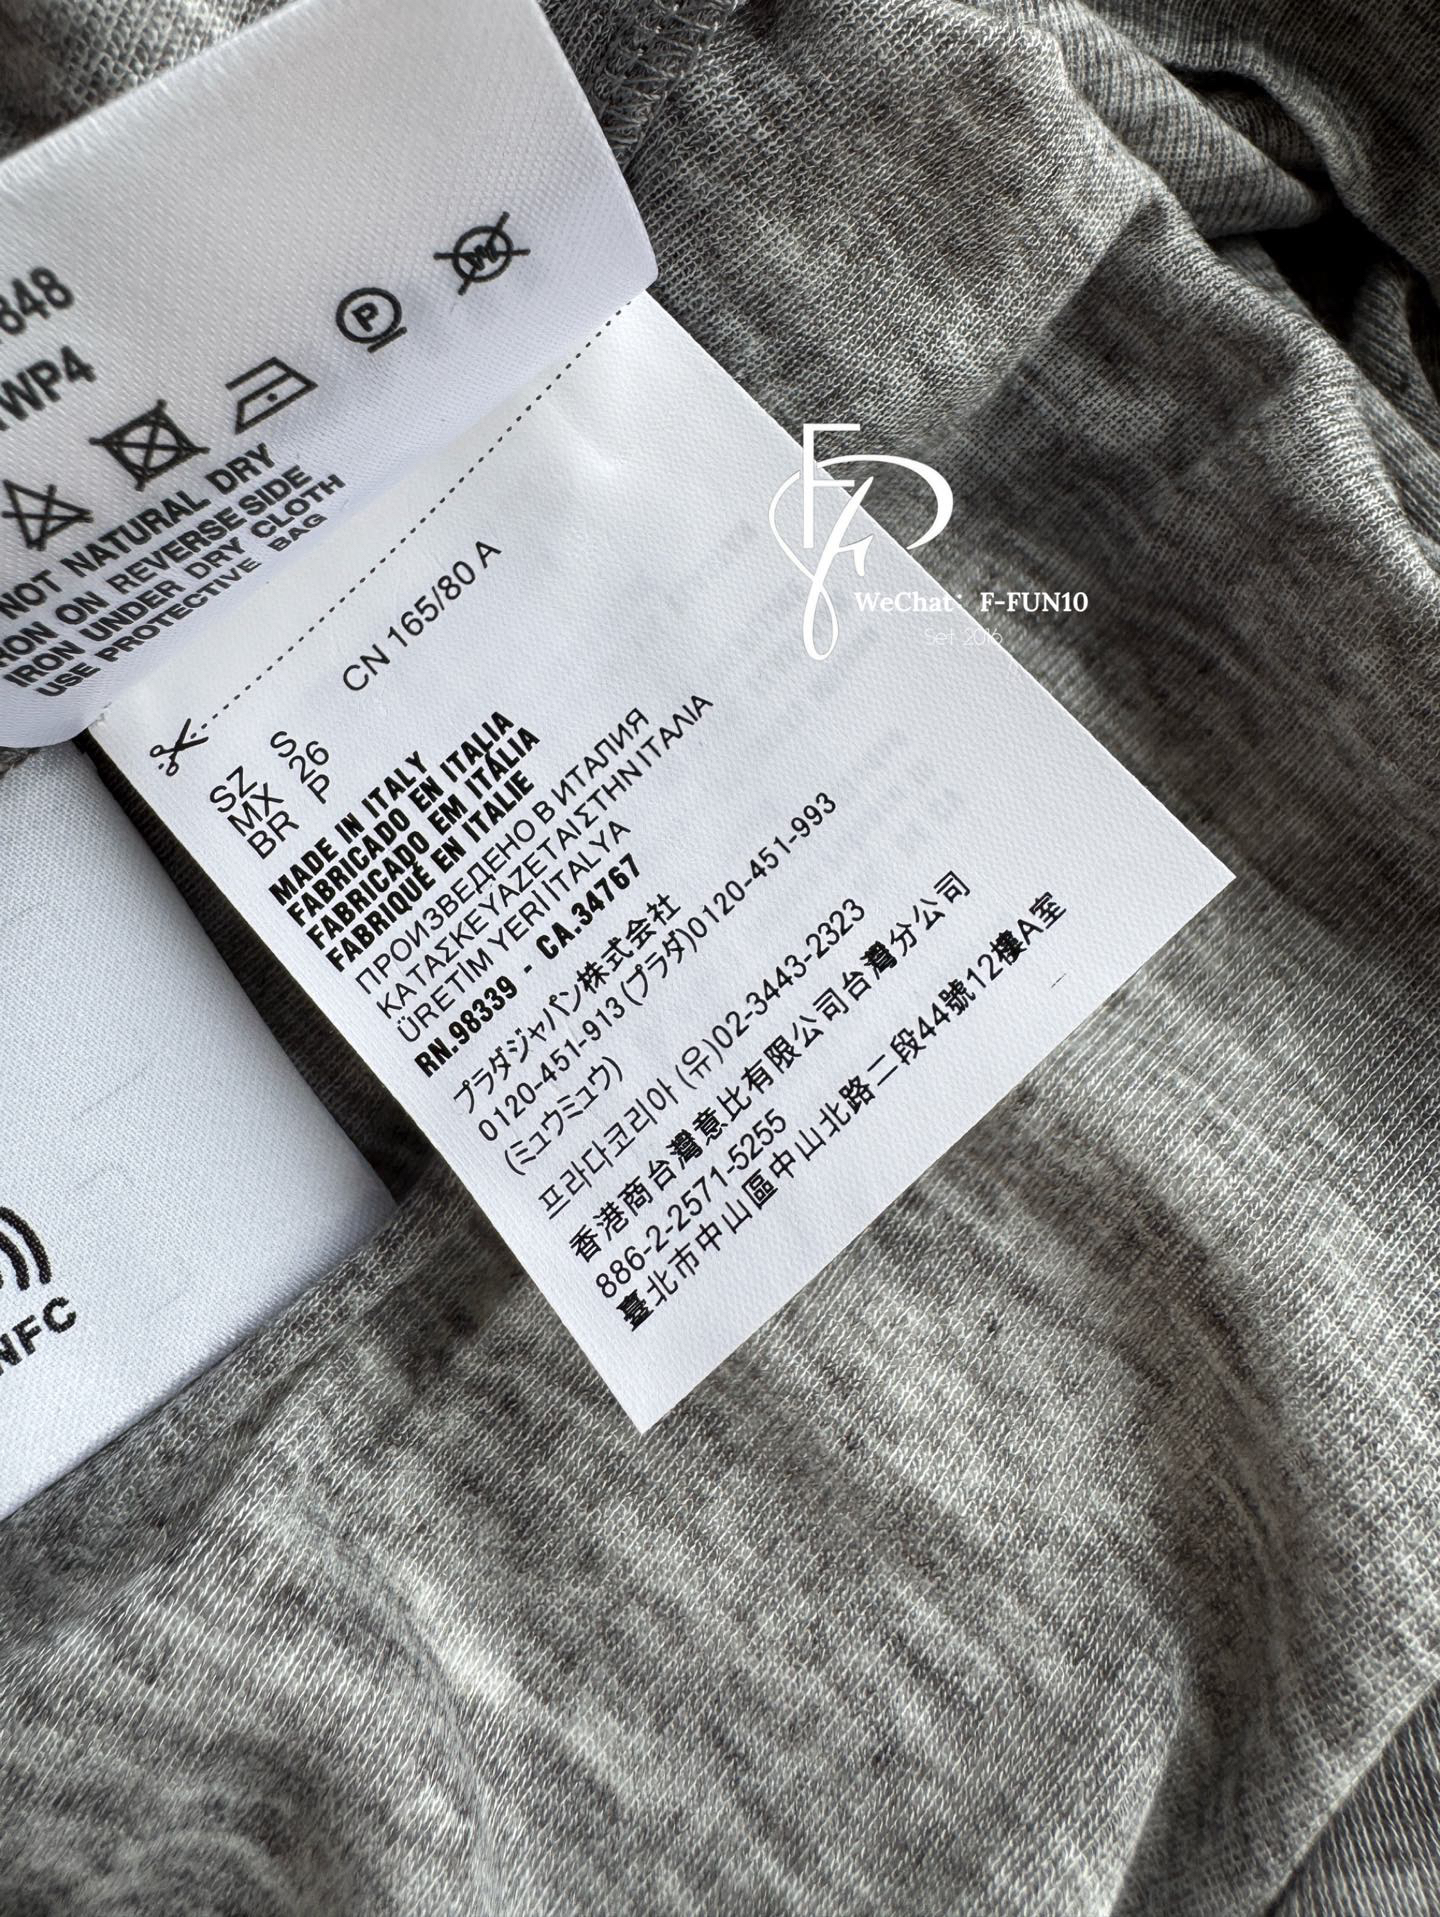 848
WP4
NOT NATURAL DRY
IRON ON REVERSE SIDE
IRON UNDER DRY CLOTH
USE PROTECTIVE BAG
CN 165/80 A
SZ S
MX 26
BR P
MADE IN ITALY
FABRICADO EN ITALIA
FABRICADO EM ITÁLIA
FABRIQUÉ EN ITALIE
ПРОИЗВЕДЕНО В ИТАЛИЯ
ΚΑΤΑΣΚΕΥΑΖΕΤΑΙ ΣΤΗΝ ΙΤΑΛΙΑ
ÜRETİM YERİ İTALYA
RN.98339 - CA.34767
プラダジャパン株式会社
0120-451-913 (プラダ)0120-451-993
(ミュウミュウ)
프라다코리아 (유)02-3443-2323
香港商台灣意比有限公司台灣分公司
886-2-2571-5255
臺北市中山區中山北路二段44號12樓A室
NFC
WeChat： F-FUN10
Set 2016